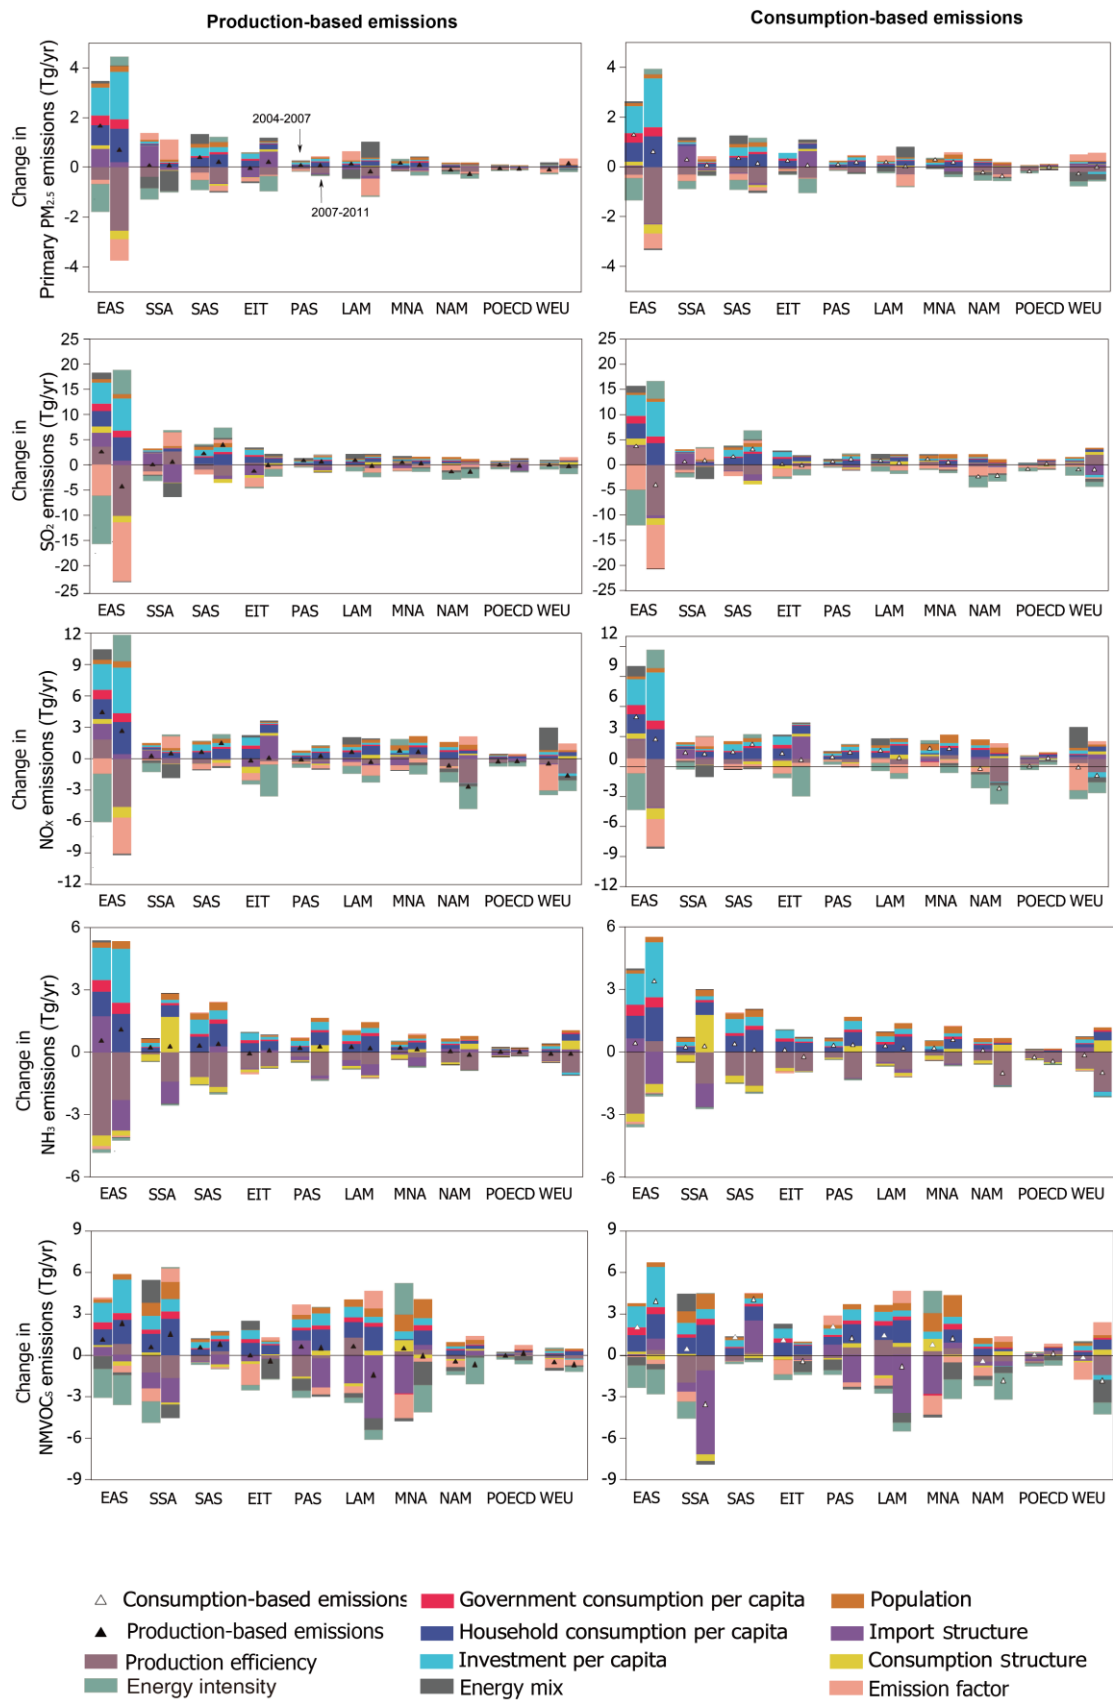 Production-based emissions
Consumption-based emissions
Change in
Primary PM2.5 emissions (Tg/yr)
4
2
0
-2
-4
2004-2007
2007-2011
EAS SSA SAS EIT PAS LAM MNA NAM POECD WEU
4
2
0
-2
-4
EAS SSA SAS EIT PAS LAM MNA NAM POECD WEU
Change in
SO2 emissions (Tg/yr)
25
20
15
10
5
0
-5
-10
-15
-20
-25
EAS SSA SAS EIT PAS LAM MNA NAM POECD WEU
25
20
15
10
5
0
-5
-10
-15
-20
-25
EAS SSA SAS EIT PAS LAM MNA NAM POECD WEU
Change in
NOx emissions (Tg/yr)
12
9
6
3
0
-3
-6
-9
-12
EAS SSA SAS EIT PAS LAM MNA NAM POECD WEU
12
9
6
3
0
-3
-6
-9
-12
EAS SSA SAS EIT PAS LAM MNA NAM POECD WEU
Change in
NH3 emissions (Tg/yr)
6
3
0
-3
-6
EAS SSA SAS EIT PAS LAM MNA NAM POECD WEU
6
3
0
-3
-6
EAS SSA SAS EIT PAS LAM MNA NAM POECD WEU
Change in
NMVOCs emissions (Tg/yr)
9
6
3
0
-3
-6
-9
EAS SSA SAS EIT PAS LAM MNA NAM POECD WEU
9
6
3
0
-3
-6
-9
EAS SSA SAS EIT PAS LAM MNA NAM POECD WEU
Consumption-based emissions Government consumption per capita Population
Production-based emissions Household consumption per capita Import structure
Production efficiency Investment per capita Consumption structure
Energy intensity Energy mix Emission factor